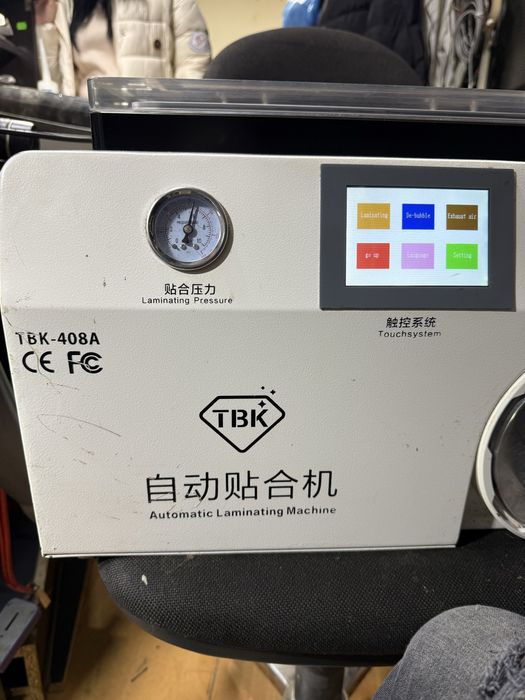 Laminating
De-bubble
Exhaust air
go up
Language
Setting
贴合压力
Laminating Pressure
触控系统
Touchsystem
TBK-408A
CE FC
TBK
自动贴合机
Automatic Laminating Machine